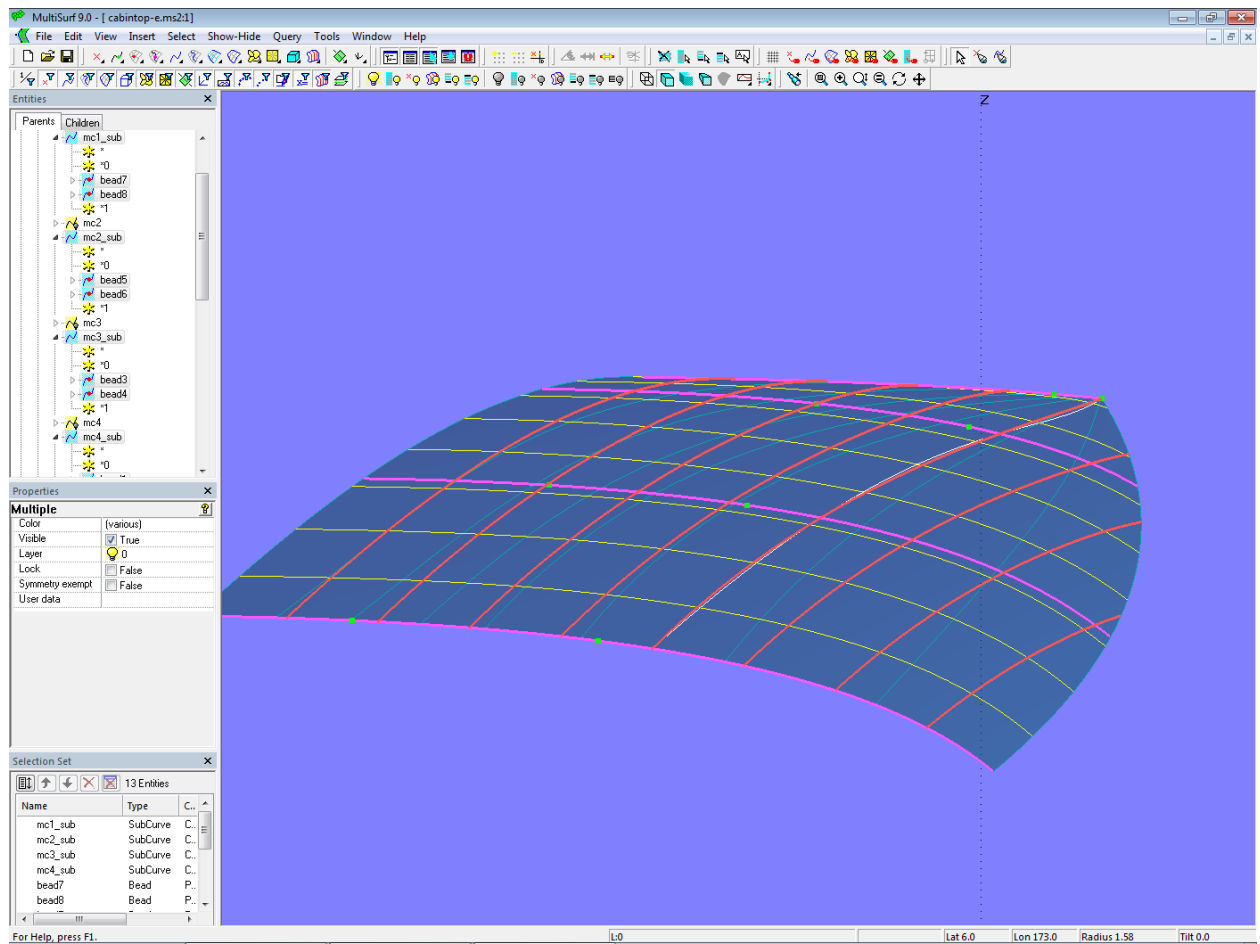 MultiSurf 9.0 - [ cabintop-e.ms2:1]
File Edit View Insert Select Show-Hide Query Tools Window Help
Entities
Parents Children
mc1_sub
*
*0
bead7
bead8
*1
mc2
mc2_sub
*
*0
bead5
bead6
*1
mc3
mc3_sub
*
*0
bead3
bead4
*1
mc4
mc4_sub
*
*0
Properties
Multiple
Color (various)
Visible True
Layer 0
Lock False
Symmetry exempt False
User data
Selection Set
13 Entities
Name Type C..
mc1_sub SubCurve C..
mc2_sub SubCurve C..
mc3_sub SubCurve C..
mc4_sub SubCurve C..
bead7 Bead P..
bead8 Bead P..
Z
For Help, press F1. L:0 Lat 6.0 Lon 173.0 Radius 1.58 Tilt 0.0